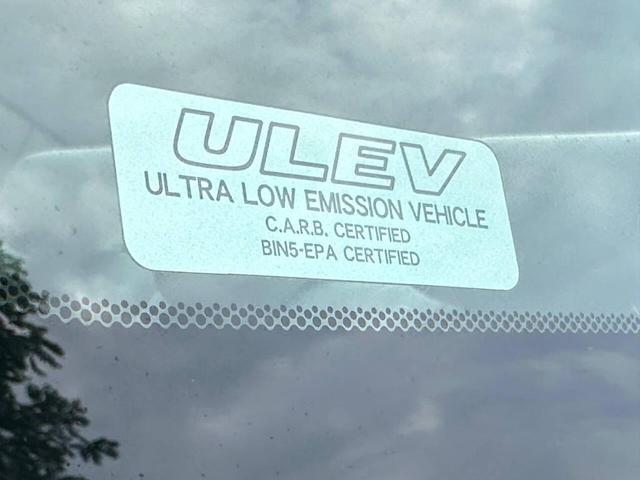 ULEV
ULTRA LOW EMISSION VEHICLE
C.A.R.B. CERTIFIED
BIN5-EPA CERTIFIED